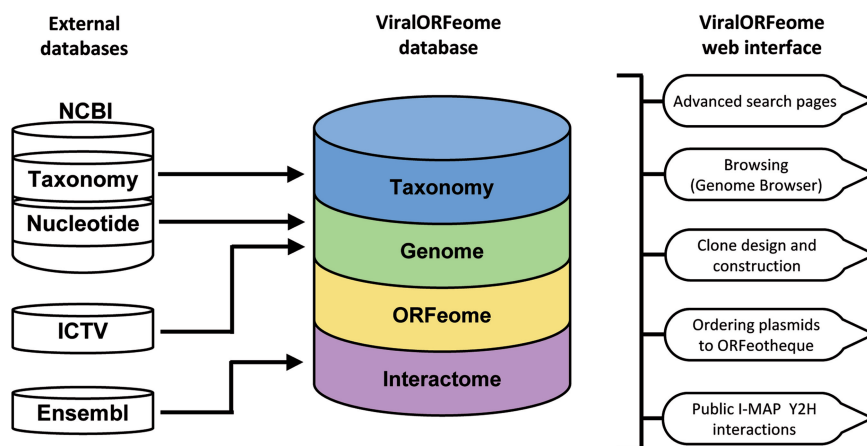 External
databases
ViralORFeome
database
ViralORFeome
web interface
NCBI
Taxonomy
Nucleotide
ICTV
Ensembl
Taxonomy
Genome
ORFeome
Interactome
Advanced search pages
Browsing
(Genome Browser)
Clone design and
construction
Ordering plasmids
to ORFeotheque
Public I-MAP Y2H
interactions